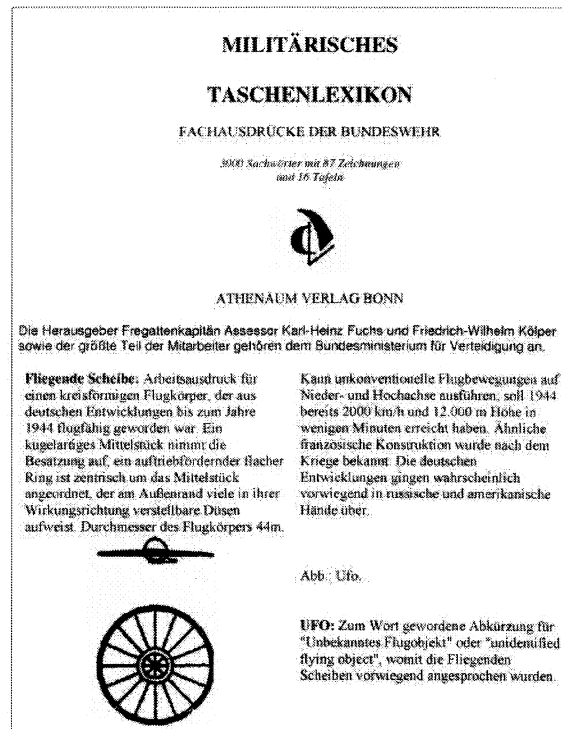 MILITÄRISCHES
TASCHENLEXIKON
FACHAUSDRÜCKE DER BUNDESWEHR
3000 Sachwörter mit 87 Zeichnungen
und 16 Tafeln
ATHENÄUM VERLAG BONN
Die Herausgeber Fregattenkapitän Assessor Karl-Heinz Fuchs und Friedrich-Wilhelm Kölper
sowie der größte Teil der Mitarbeiter gehören dem Bundesministerium für Verteidigung an.
Fliegende Scheibe: Arbeitsausdruck für
einen kreisförmigen Flugkörper, der aus
deutschen Entwicklungen bis zum Jahre
1944 flugfähig geworden war. Ein
kugelartiges Mittelstück nimmt die
Besatzung auf, ein auftriebfördernder flacher
Ring ist zentrisch um das Mittelstück
angeordnet, der am Außenrand viele in ihrer
Wirkungsrichtung verstellbare Düsen
aufweist. Durchmesser des Flugkörpers 44m.
Kann unkonventionelle Flugbewegungen auf
Nieder- und Hochachse ausführen, soll 1944
bereits 2000 km/h und 12.000 m Höhe in
wenigen Minuten erreicht haben. Ähnliche
französische Konstruktion wurde nach dem
Kriege bekannt. Die deutschen
Entwicklungen gingen wahrscheinlich
vorwiegend in russische und amerikanische
Hände über.
Abb.: Ufo.
UFO: Zum Wort gewordene Abkürzung für
"Unbekanntes Flugobjekt" oder "unidentified
flying object", womit die Fliegenden
Scheiben vorwiegend angesprochen wurden.